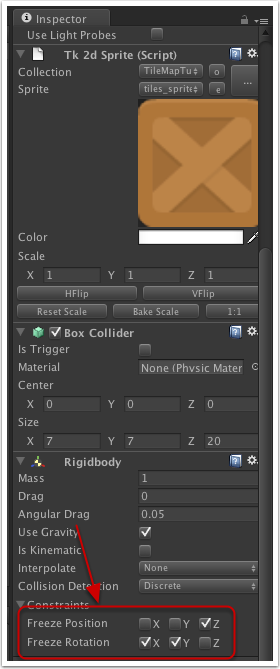 Inspector
Use Light Probes
Tk 2d Sprite (Script)
Collection TileMapTu o
Sprite tiles_sprite e ...
Color
Scale
X 1 Y 1 Z 1
HFlip VFlip
Reset Scale Bake Scale 1:1
Box Collider
Is Trigger
Material None (Physic Mater
Center
X 0 Y 0 Z 0
Size
X 7 Y 7 Z 20
Rigidbody
Mass 1
Drag 0
Angular Drag 0.05
Use Gravity
Is Kinematic
Interpolate None
Collision Detection Discrete
Constraints
Freeze Position X Y Z
Freeze Rotation X Y Z